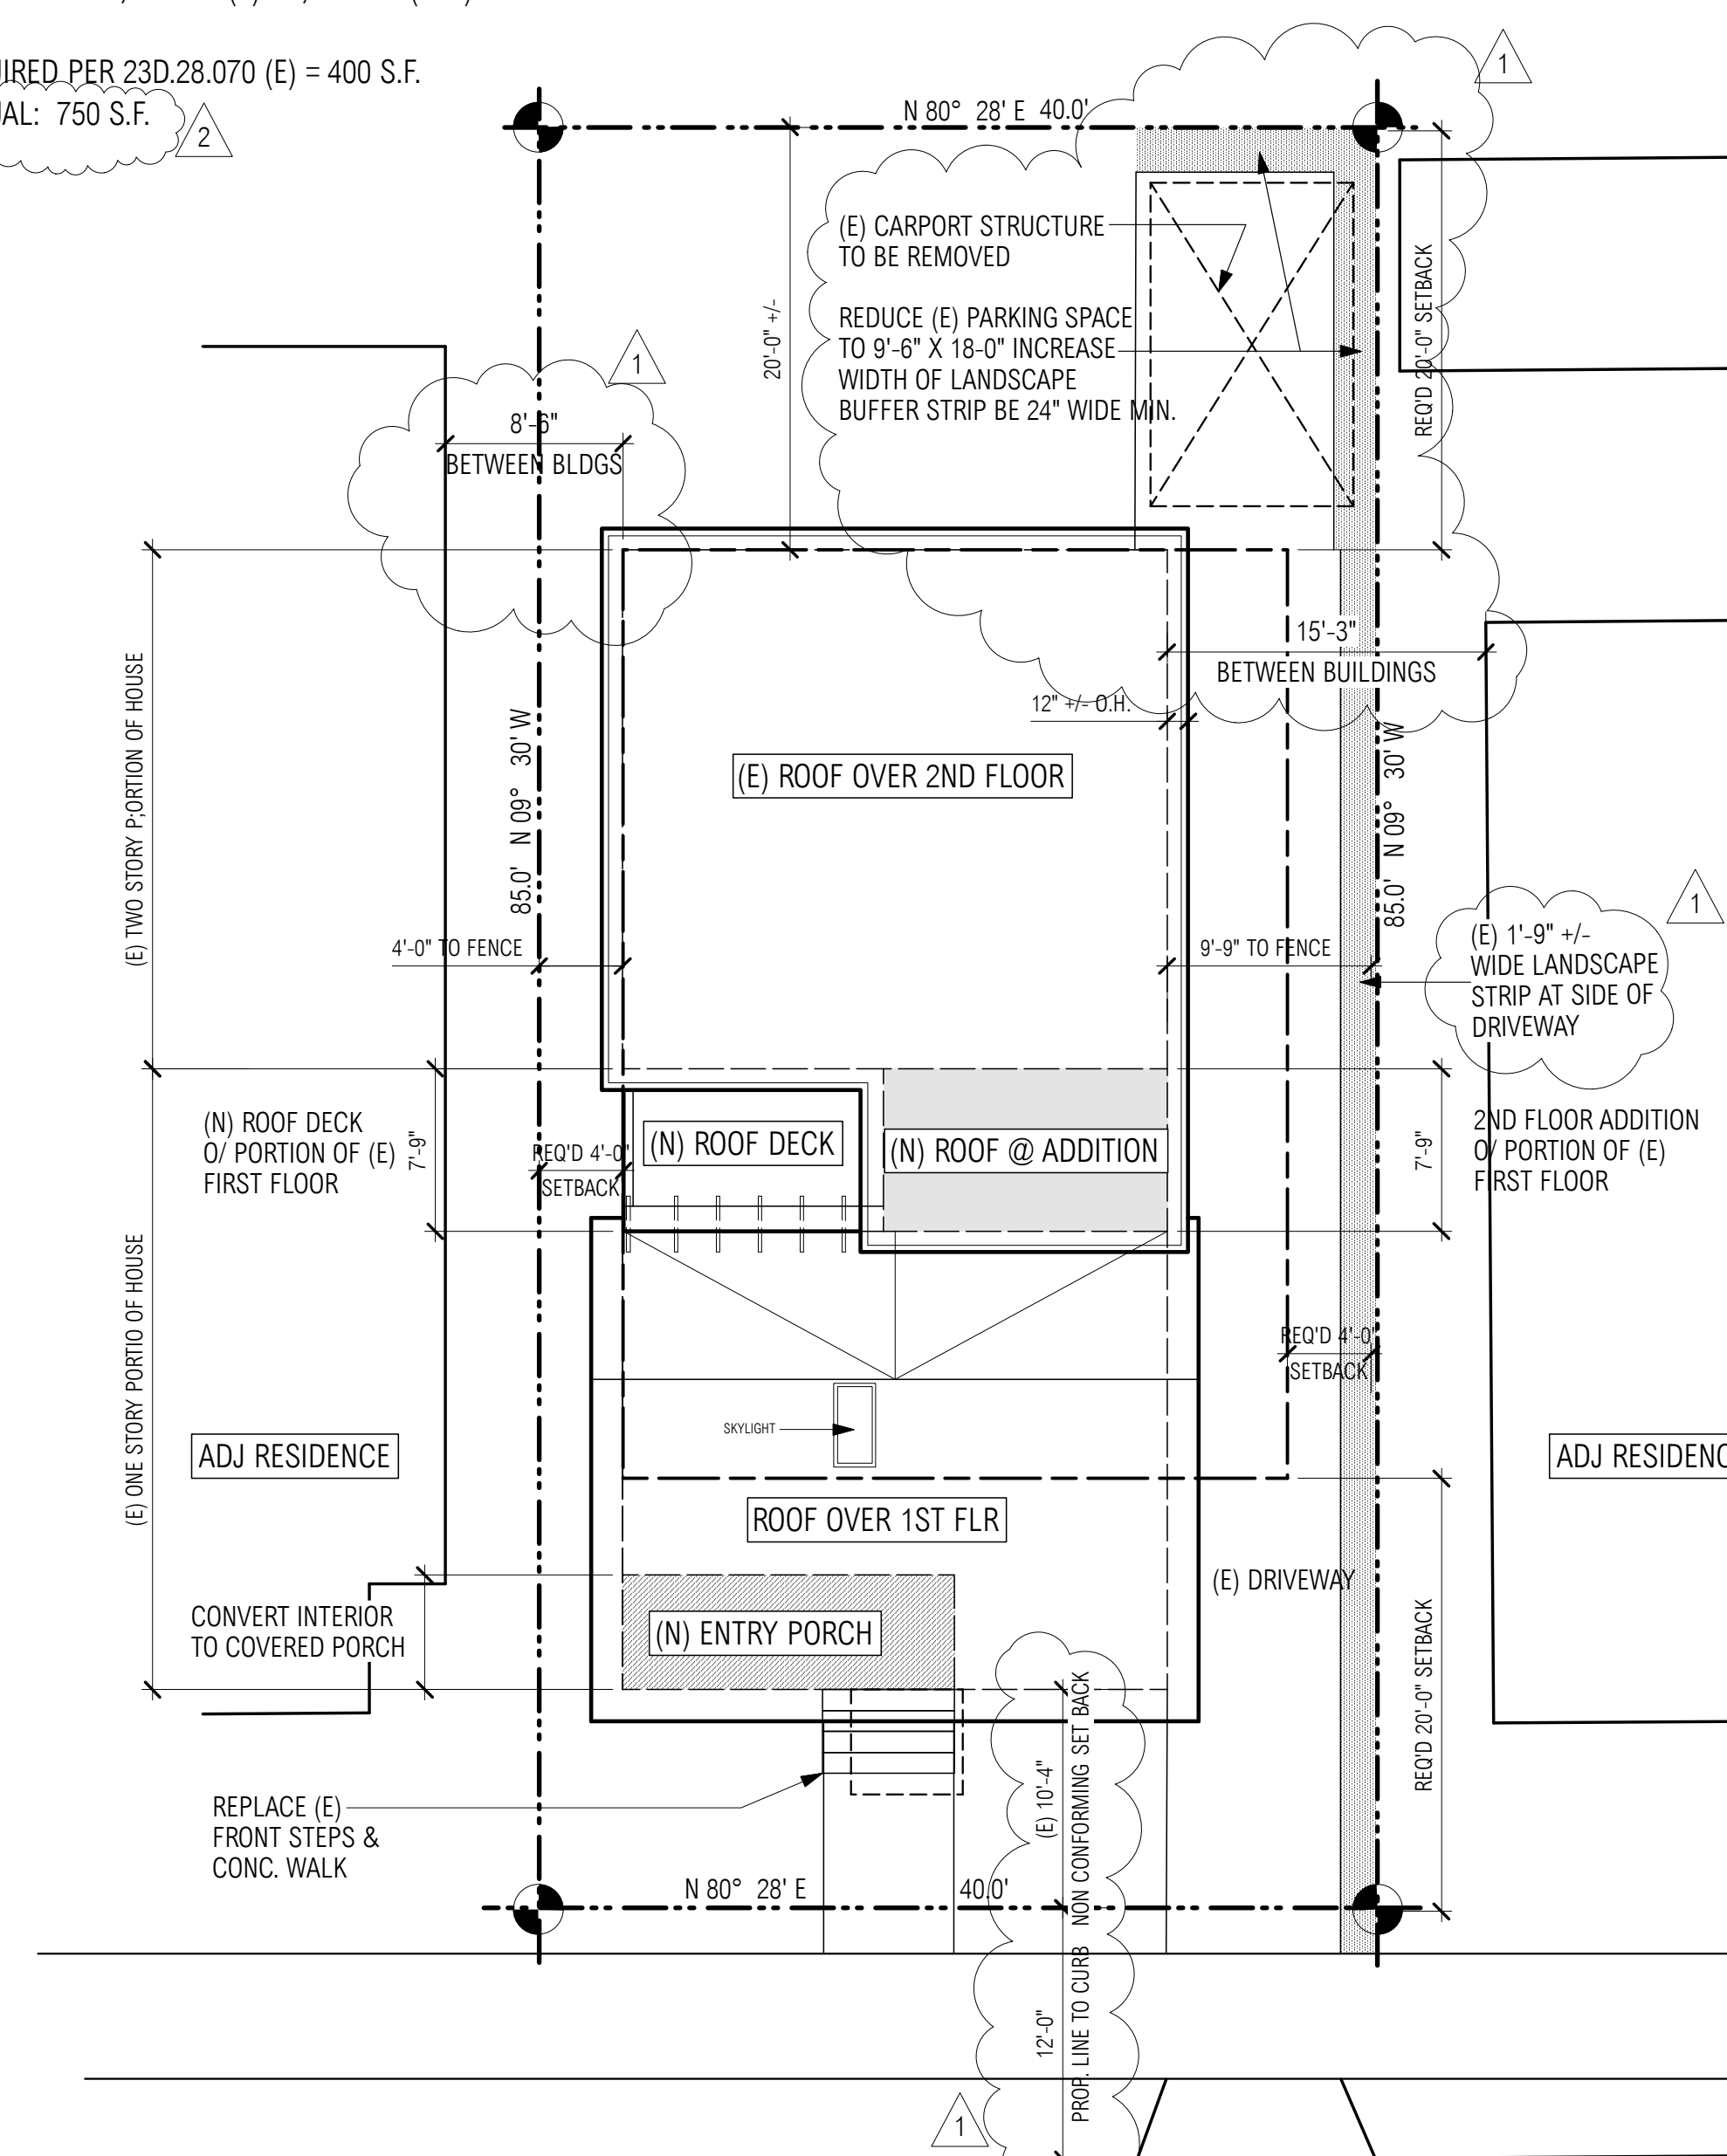 UIRED PER 23D.28.070 (E) = 400 S.F.
UAL: 750 S.F.
2
1
N 80° 28' E 40.0'
(E) CARPORT STRUCTURE
TO BE REMOVED
REDUCE (E) PARKING SPACE
TO 9'-6" X 18-0" INCREASE
WIDTH OF LANDSCAPE
BUFFER STRIP BE 24" WIDE MIN.
20'-0" +/-
REQ'D 20'-0" SETBACK
1
8'-6"
BETWEEN BLDGS
15'-3"
BETWEEN BUILDINGS
12" +/- O.H.
(E) TWO STORY P;ORTION OF HOUSE
85.0' N 09° 30' W
(E) ROOF OVER 2ND FLOOR
85.0' N 09° 30' W
1
4'-0" TO FENCE
9'-9" TO FENCE
(E) 1'-9" +/-
WIDE LANDSCAPE
STRIP AT SIDE OF
DRIVEWAY
(N) ROOF DECK
O/ PORTION OF (E)
FIRST FLOOR
7'-9"
REQ'D 4'-0"
SETBACK
(N) ROOF DECK
(N) ROOF @ ADDITION
7'-9"
2ND FLOOR ADDITION
O/ PORTION OF (E)
FIRST FLOOR
(E) ONE STORY PORTIO OF HOUSE
REQ'D 4'-0"
SETBACK
SKYLIGHT
ADJ RESIDENCE
ADJ RESIDENC
ROOF OVER 1ST FLR
(E) DRIVEWAY
CONVERT INTERIOR
TO COVERED PORCH
(N) ENTRY PORCH
REQ'D 20'-0" SETBACK
(E) 10'-4"
NON CONFORMING SET BACK
REPLACE (E)
FRONT STEPS &
CONC. WALK
N 80° 28' E 40.0'
12'-0"
PROP. LINE TO CURB
1